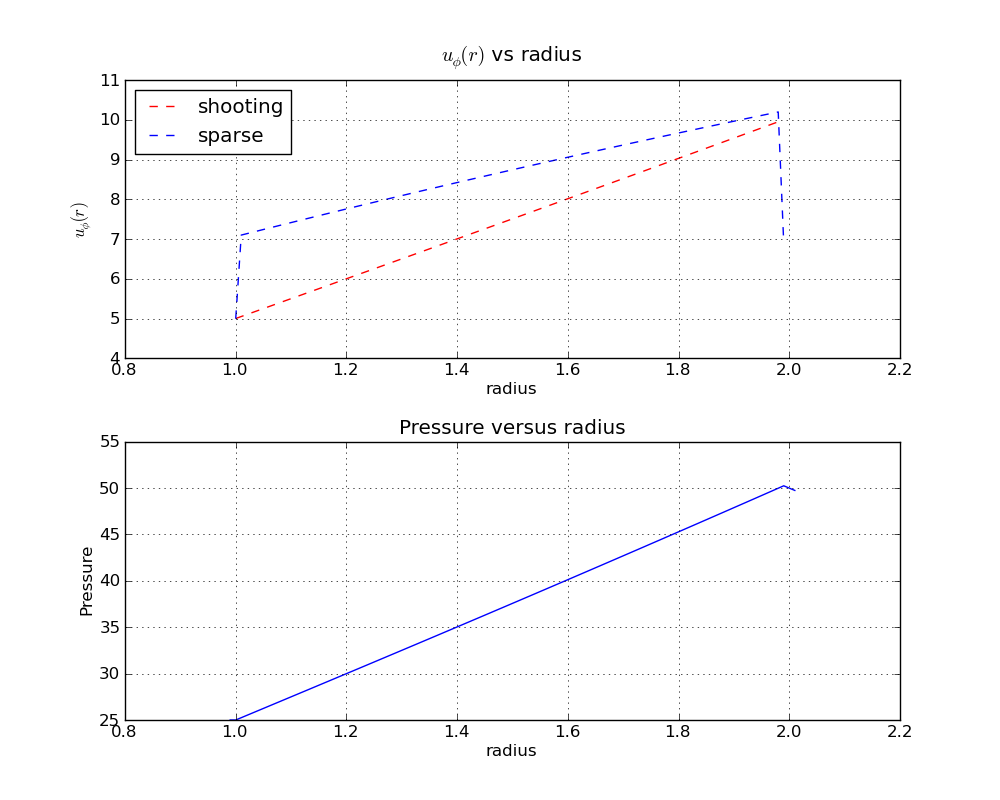 u_ϕ(r) vs radius
11
10
9
8
7
6
5
4
shooting
sparse
u_ϕ(r)
0.8 1.0 1.2 1.4 1.6 1.8 2.0 2.2
radius
Pressure versus radius
55
50
45
40
35
30
25
Pressure
0.8 1.0 1.2 1.4 1.6 1.8 2.0 2.2
radius